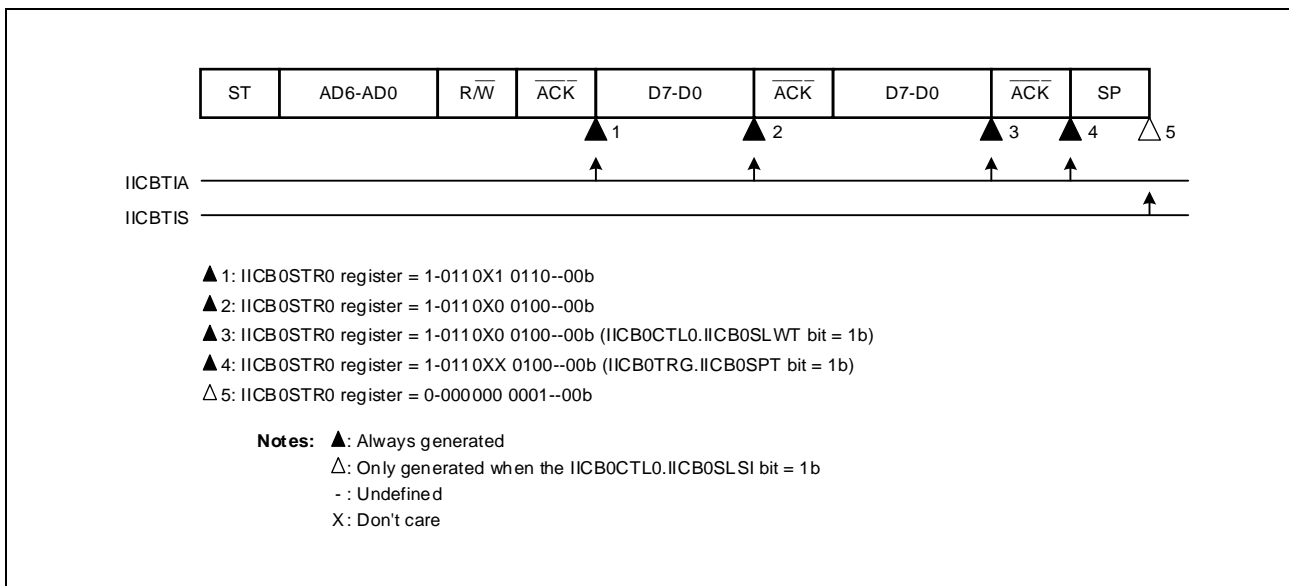 ST AD6-AD0 R/W̅ A̅C̅K̅ D7-D0 A̅C̅K̅ D7-D0 A̅C̅K̅ SP
▲ 1 ▲ 2 ▲ 3 ▲ 4 △ 5
IICBTIA
IICBTIS
▲ 1: IICB0STR0 register = 1-0110X1 0110--00b
▲ 2: IICB0STR0 register = 1-0110X0 0100--00b
▲ 3: IICB0STR0 register = 1-0110X0 0100--00b (IICB0CTL0.IICB0SLWT bit = 1b)
▲ 4: IICB0STR0 register = 1-0110XX 0100--00b (IICB0TRG.IICB0SPT bit = 1b)
△ 5: IICB0STR0 register = 0-000000 0001--00b
Notes: ▲: Always generated
△: Only generated when the IICB0CTL0.IICB0SLSI bit = 1b
- : Undefined
X : Don't care